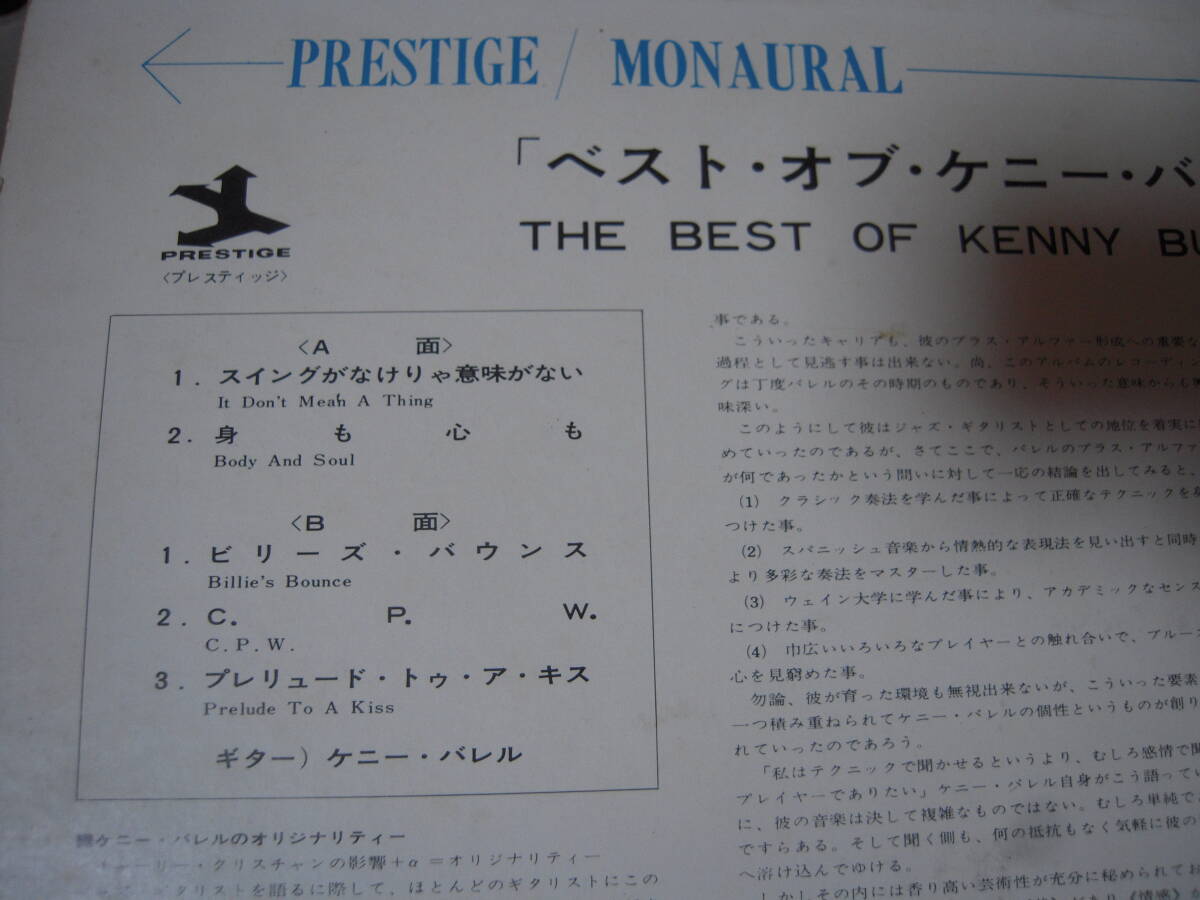 PRESTIGE / MONAURAL
「ベスト・オブ・ケニー・バ
THE BEST OF KENNY BU
PRESTIGE
〈プレスティッジ〉
〈A 面〉
1. スイングがなけりゃ意味がない
It Don't Mean A Thing
2. 身も心も
Body And Soul
〈B 面〉
1. ビリーズ・バウンス
Billie's Bounce
2. C. P. W.
C. P. W.
3. プレリュード・トゥ・ア・キス
Prelude To A Kiss
ギター) ケニー・バレル
■ケニー・バレルのオリジナリティー
チャーリー・クリスチャンの影響+α=オリジナリティー
ギタリストを語るに際して、ほとんどのギタリストにこの
事である。
こういったキャリアも、彼のプラス・アルファー形成への重要な
過程として見逃す事は出来ない。尚、このアルバムのレコーディン
グは丁度バレルのその時期のものであり、そういった意味からも
味深い。
このようにして彼はジャズ・ギタリストとしての地位を着実に
めていったのであるが、さてここで、バレルのプラス・アルファ
が何であったかという問いに対して一応の結論を出してみると、
(1) クラシック奏法を学んだ事によって正確なテクニックを
つけた事。
(2) スパニッシュ音楽から情熱的な表現法を見い出すと同時
より多彩な奏法をマスターした事。
(3) ウェイン大学に学んだ事により、アカデミックなセンス
につけた事。
(4) 巾広いいろいろなプレイヤーとの触れ合いで、ブルー
心を見窮めた事。
勿論、彼が育った環境も無視出来ないが、こういった要素
一つ積み重ねられてケニー・バレルの個性というものが創り
れていったのであろう。
「私はテクニックで聞かせるというより、むしろ感情で
プレイヤーでありたい」ケニー・バレル自身がこう語ってい
に、彼の音楽は決して複雑なものではない。むしろ単純で
ですらある。そして聞く側も、何の抵抗もなく気軽に彼の
へ溶け込んでゆける。
しかしその内には香り高い芸術性が充分に秘められてお